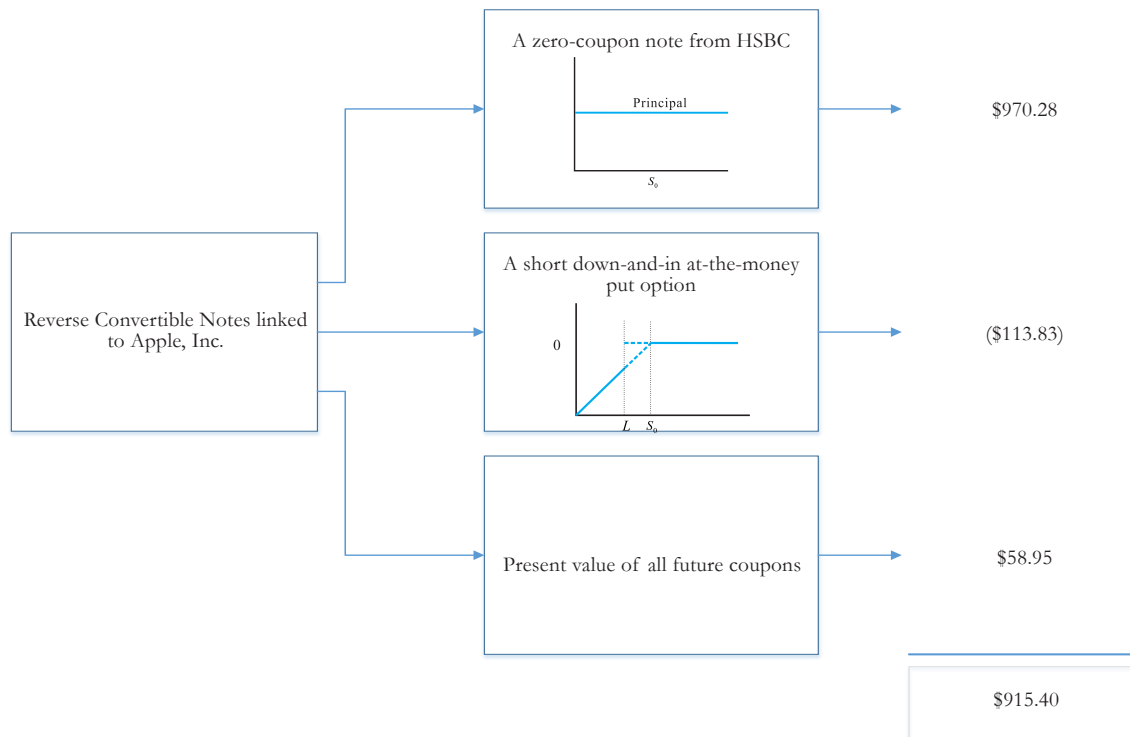 A zero-coupon note from HSBC
Principal
S₀
$970.28
Reverse Convertible Notes linked
to Apple, Inc.
A short down-and-in at-the-money
put option
0
L S₀
($113.83)
Present value of all future coupons
$58.95
$915.40